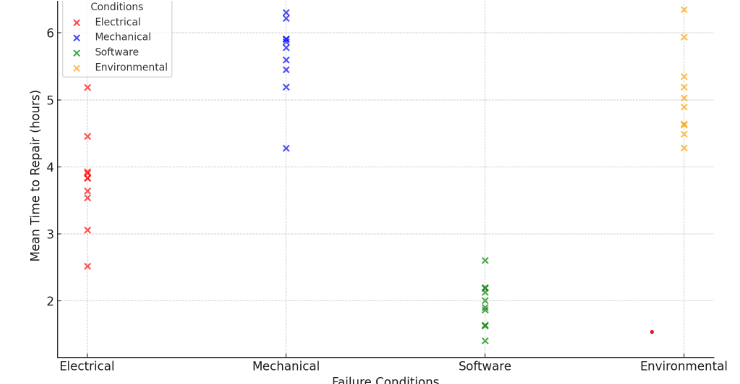 Conditions
Electrical
Mechanical
Software
Environmental
6
5
4
3
2
Mean Time to Repair (hours)
Electrical
Mechanical
Software
Environmental
Failure Conditions